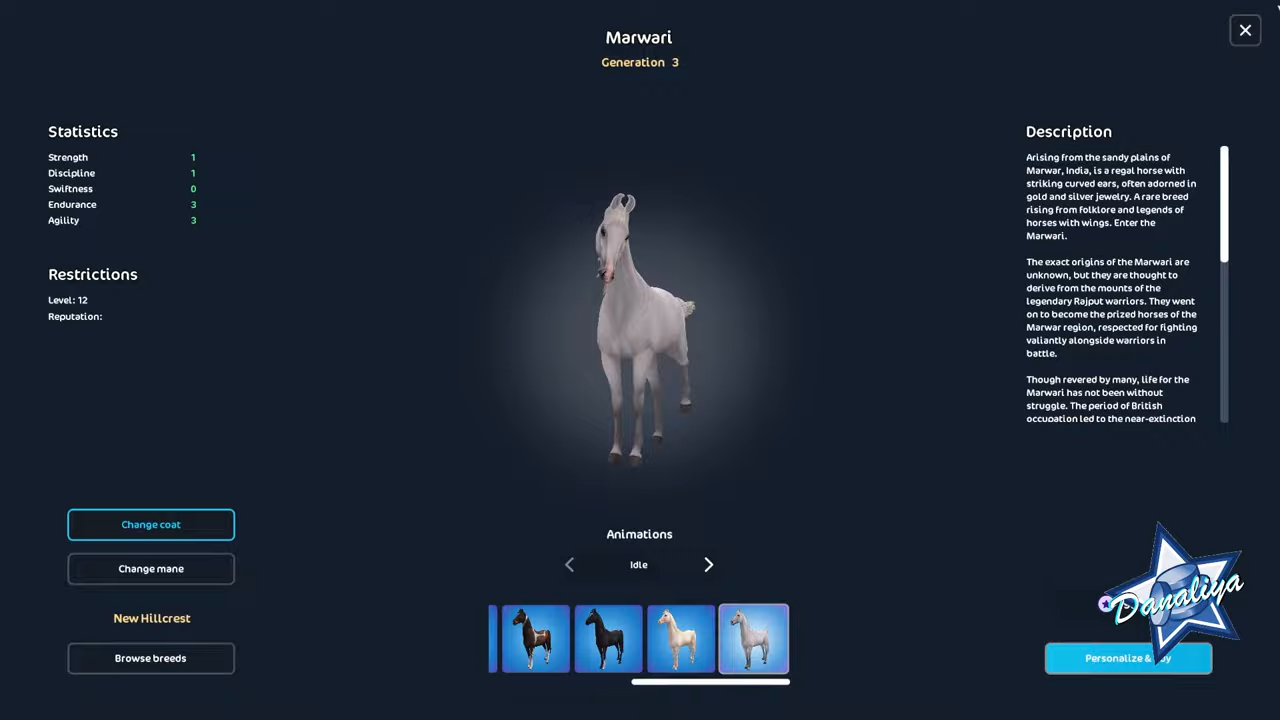 Marwari
Generation 3
Statistics
Strength 1
Discipline 1
Swiftness 0
Endurance 3
Agility 3
Restrictions
Level: 12
Reputation:
Description
Arising from the sandy plains of
Marwar, India, is a regal horse with
striking curved ears, often adorned in
gold and silver jewelry. A rare breed
rising from folklore and legends of
horses with wings. Enter the
Marwari.
The exact origins of the Marwari are
unknown, but they are thought to
derive from the mounts of the
legendary Rajput warriors. They went
on to become the prized horses of the
Marwar region, respected for fighting
valiantly alongside warriors in
battle.
Though revered by many, life for the
Marwari has not been without
struggle. The period of British
occupation led to the near-extinction
Change coat
Change mane
New Hillcrest
Browse breeds
Animations
Idle
Danaliya
Personalize &